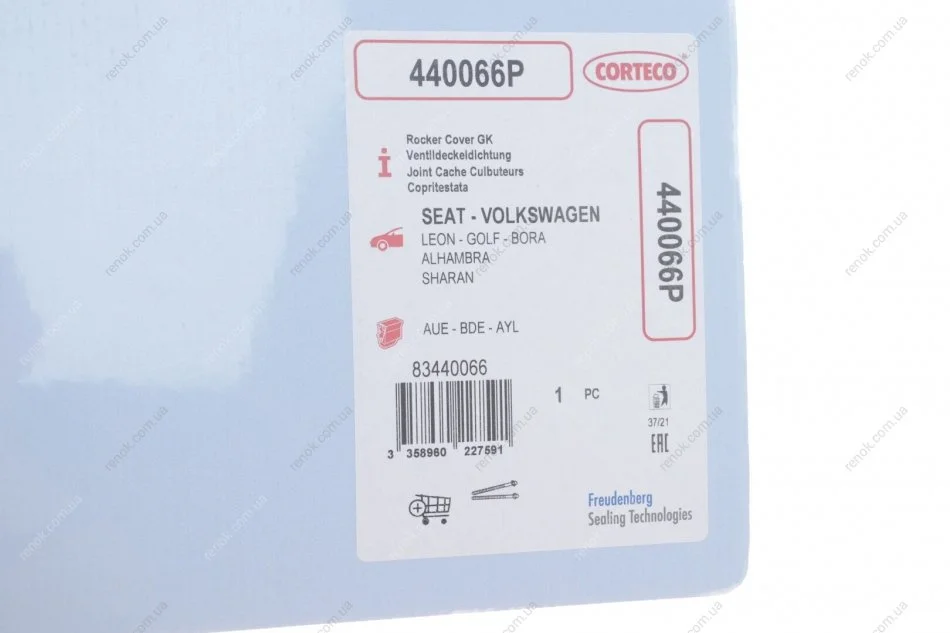 440066P
CORTECO
Rocker Cover GK
Ventildeckeldichtung
Joint Cache Culbuteurs
Copritestata
440066P
SEAT - VOLKSWAGEN
LEON - GOLF - BORA
ALHAMBRA
SHARAN
AUE - BDE - AYL
83440066
1 PC
37/21
EAC
3 358960 227591
Freudenberg
Sealing Technologies
renok.com.ua